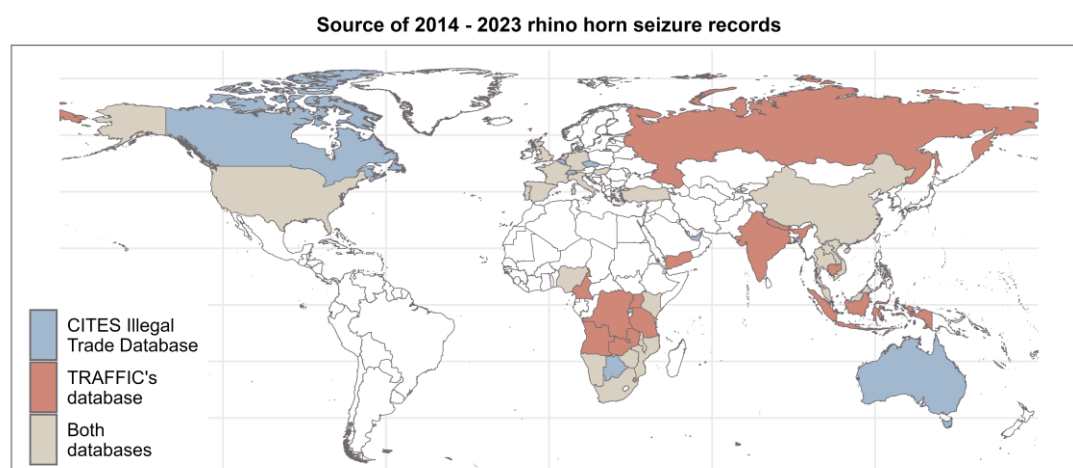 Source of 2014 - 2023 rhino horn seizure records
CITES Illegal
Trade Database
TRAFFIC's
database
Both
databases